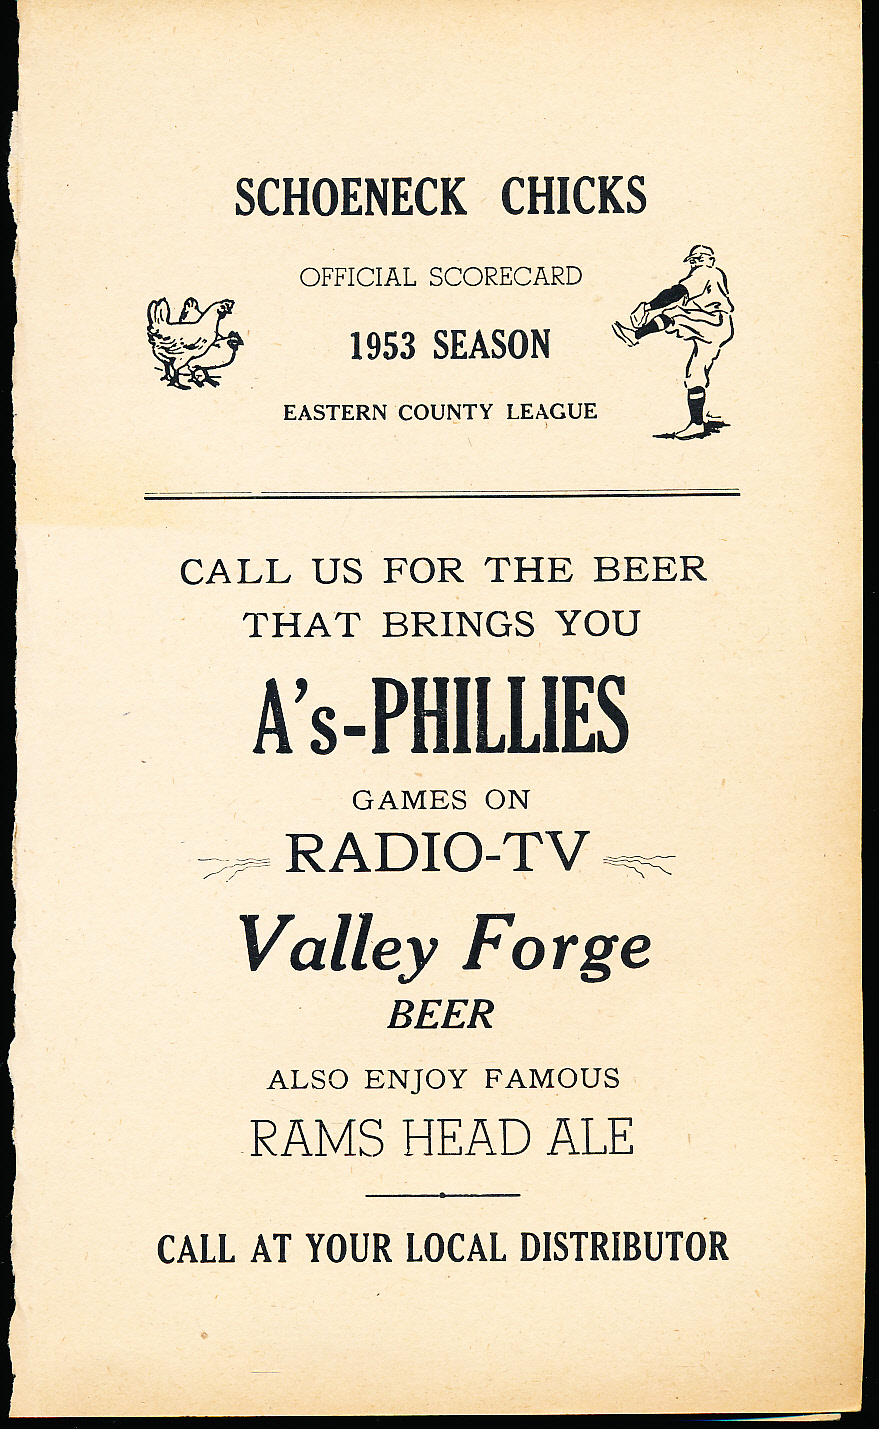 SCHOENECK CHICKS
OFFICIAL SCORECARD
1953 SEASON
EASTERN COUNTY LEAGUE
CALL US FOR THE BEER
THAT BRINGS YOU
A's-PHILLIES
GAMES ON
RADIO-TV
Valley Forge
BEER
ALSO ENJOY FAMOUS
RAMS HEAD ALE
CALL AT YOUR LOCAL DISTRIBUTOR